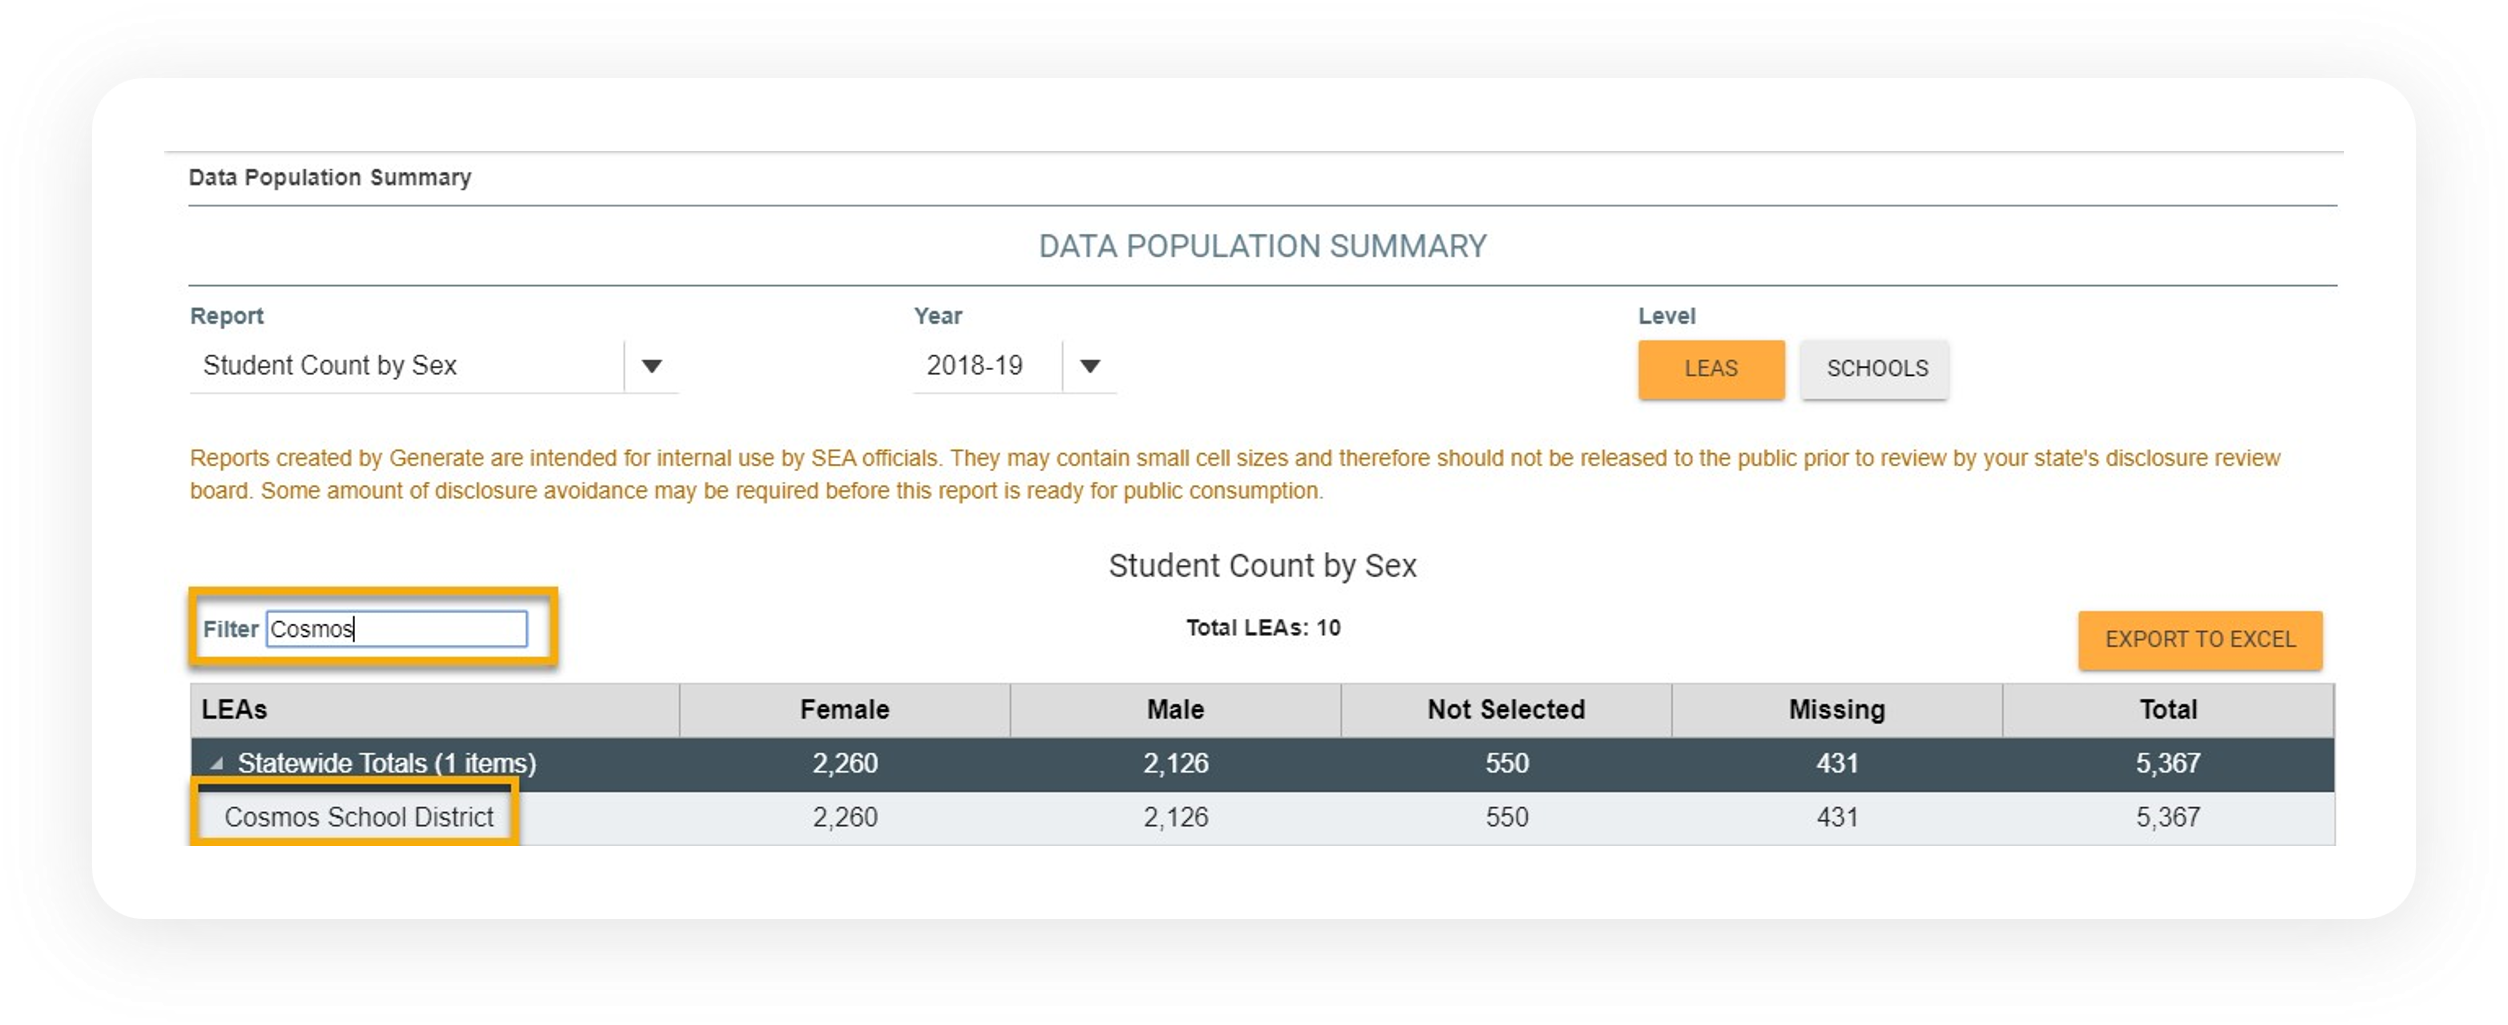 Data Population Summary
DATA POPULATION SUMMARY
Report Year Level
Student Count by Sex 2018-19 LEAS SCHOOLS
Reports created by Generate are intended for internal use by SEA officials. They may contain small cell sizes and therefore should not be released to the public prior to review by your state's disclosure review
board. Some amount of disclosure avoidance may be required before this report is ready for public consumption.
Student Count by Sex
Filter Cosmos Total LEAs: 10 EXPORT TO EXCEL
LEAs Female Male Not Selected Missing Total
Statewide Totals (1 items) 2,260 2,126 550 431 5,367
Cosmos School District 2,260 2,126 550 431 5,367